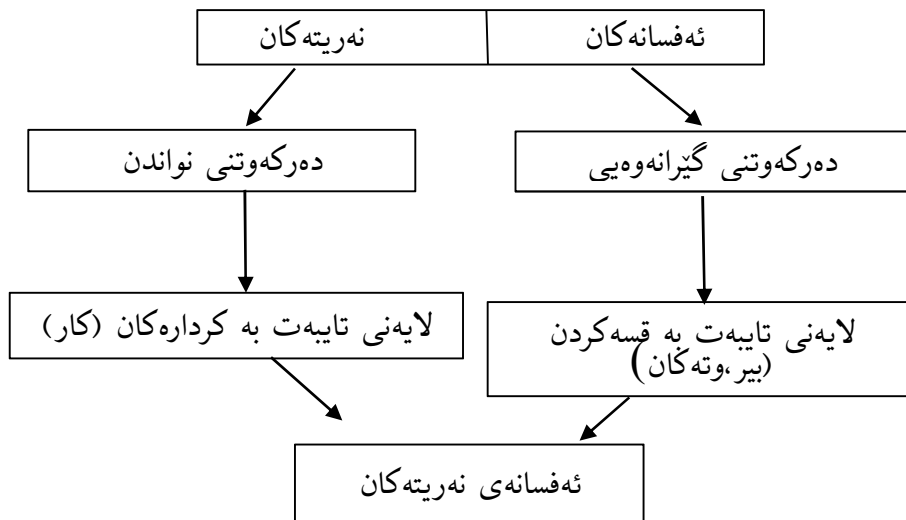 ئەفسانەکان
نەریتەکان
دەرکەوتنی گێڕانەوەیی
دەرکەوتنی نواندن
لایەنی تایبەت بە قسەکردن
(بیر،وتەکان)
لایەنی تایبەت بە کردارەکان (کار)
ئەفسانەی نەریتەکان